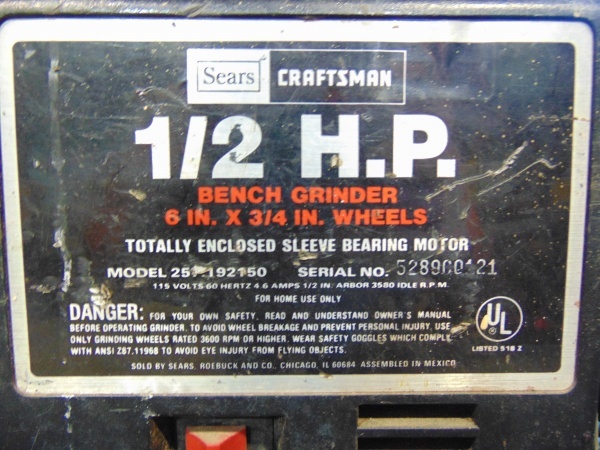 Sears CRAFTSMAN
1/2 H.P.
BENCH GRINDER
6 IN. X 3/4 IN. WHEELS
TOTALLY ENCLOSED SLEEVE BEARING MOTOR
MODEL 257-192150 SERIAL NO.
115 VOLTS 60 HERTZ 4.6 AMPS 1/2 IN. ARBOR 3580 IDLE R.P.M.
FOR HOME USE ONLY
DANGER: FOR YOUR OWN SAFETY, READ AND UNDERSTAND OWNER'S MANUAL
BEFORE OPERATING GRINDER. TO AVOID WHEEL BREAKAGE AND PREVENT PERSONAL INJURY, USE
ONLY GRINDING WHEELS RATED 3600 RPM OR HIGHER. WEAR SAFETY GOGGLES WHICH COMPLY
WITH ANSI Z87.11968 TO AVOID EYE INJURY FROM FLYING OBJECTS.
UL
LISTED 518 Z
SOLD BY SEARS, ROEBUCK AND CO., CHICAGO, IL 60684 ASSEMBLED IN MEXICO